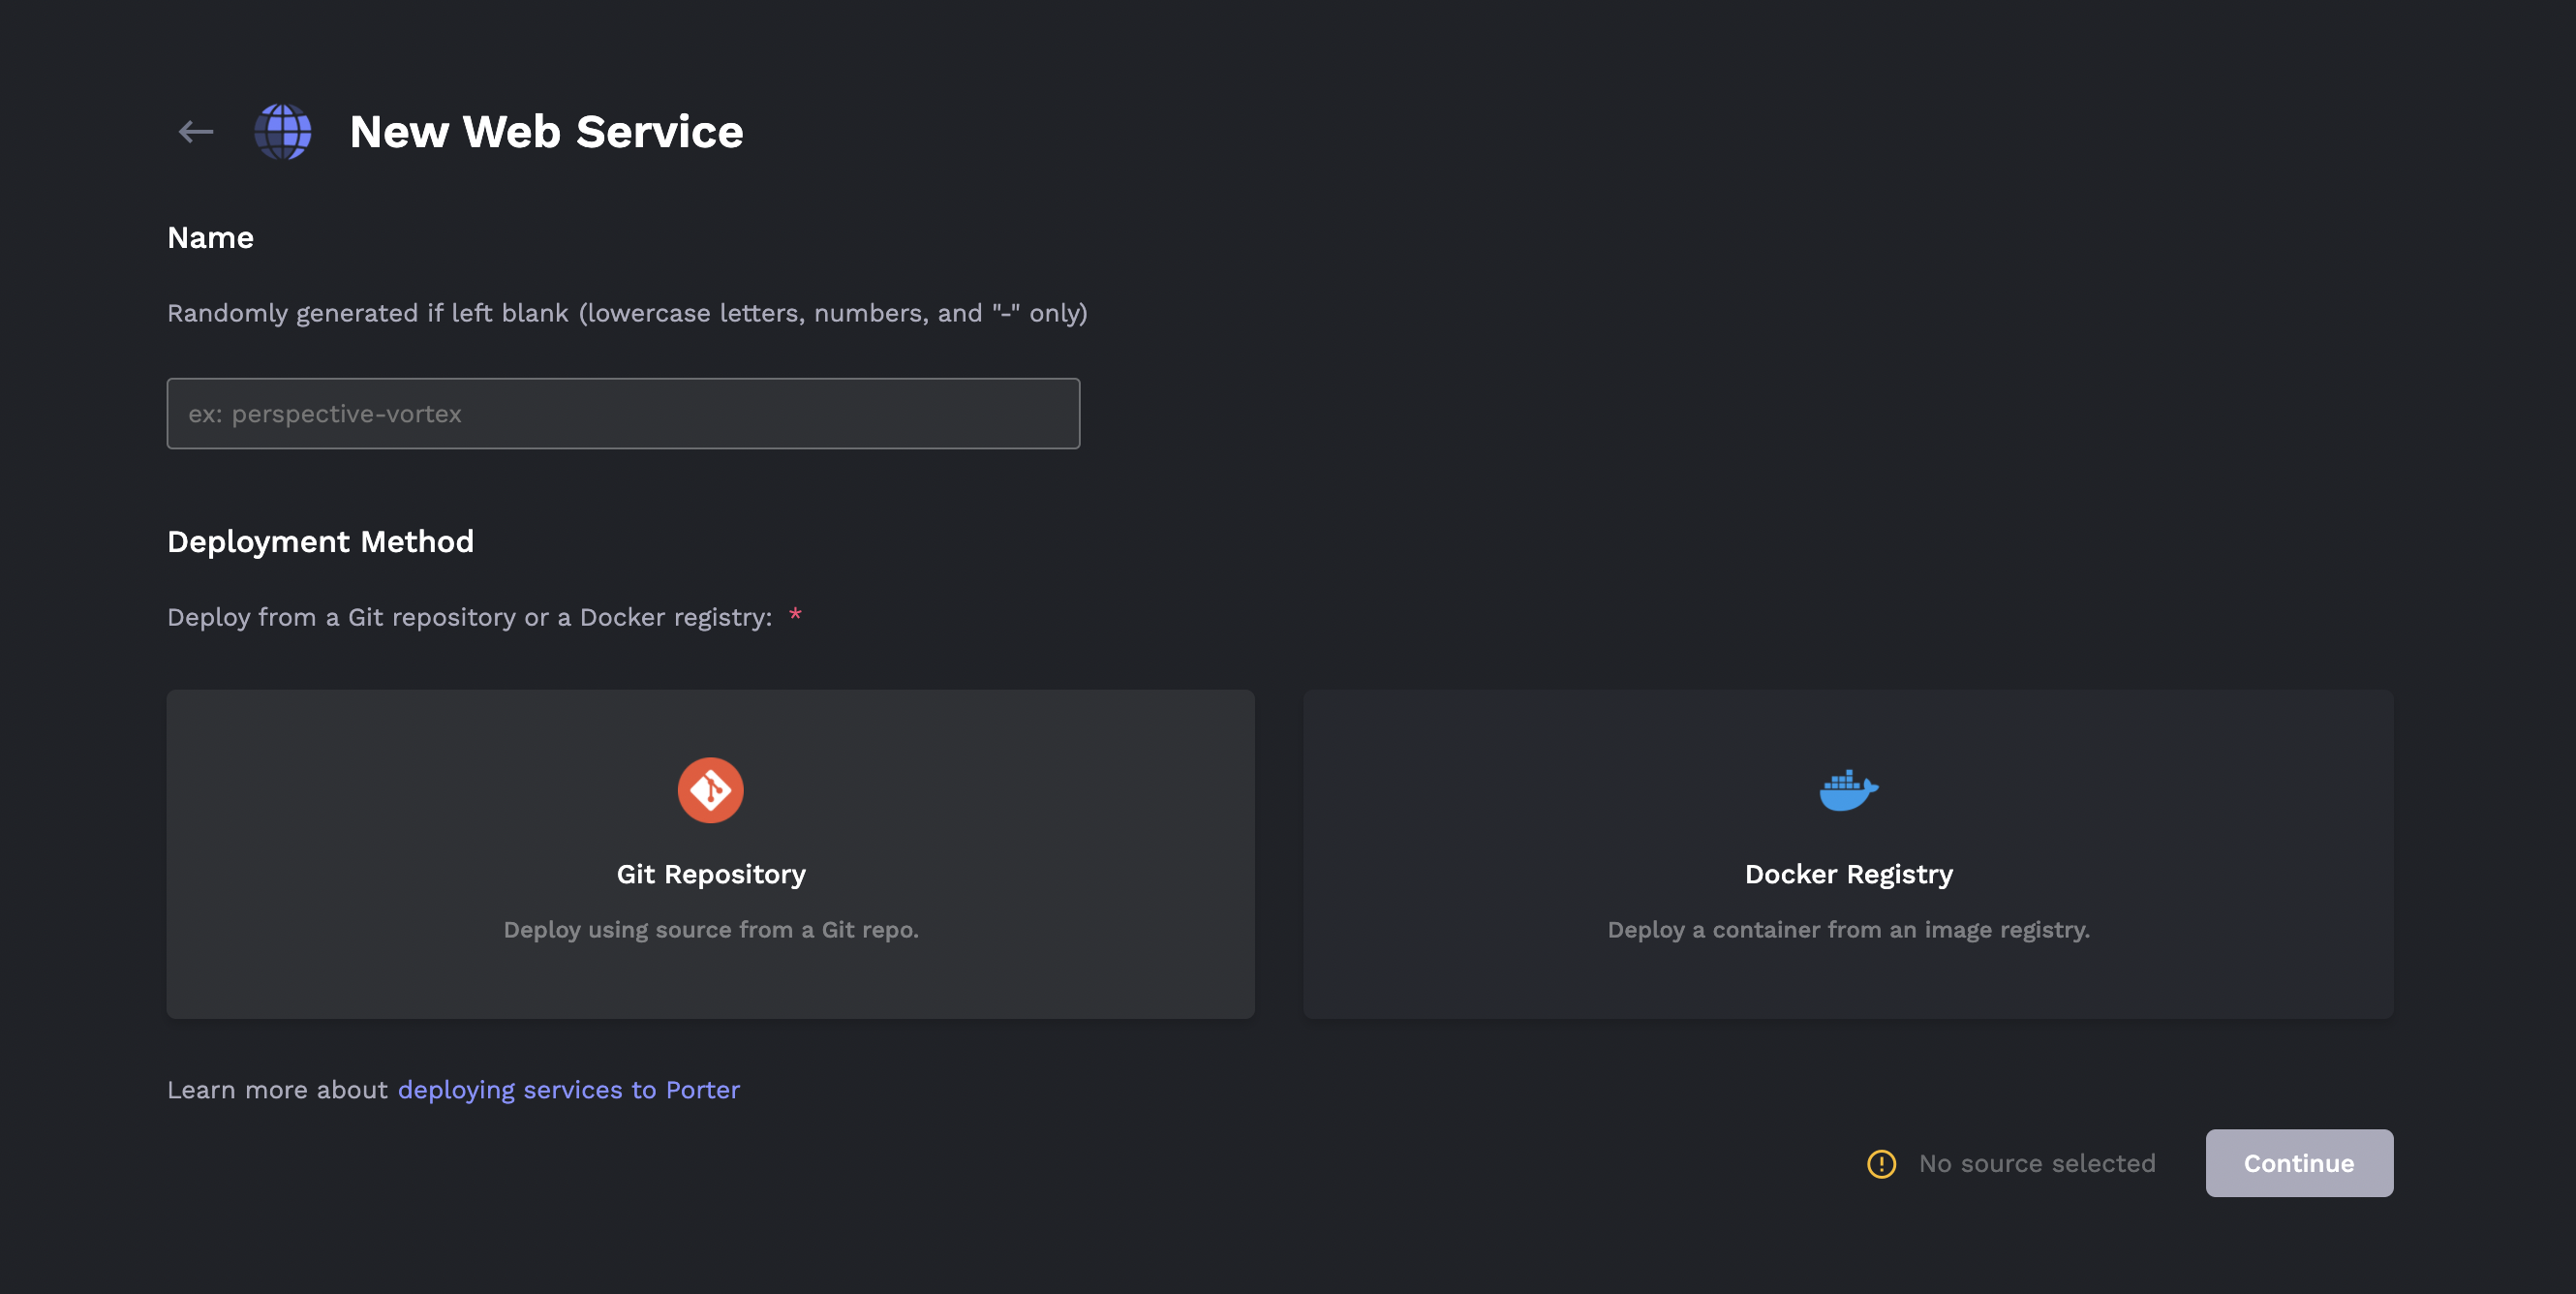 New Web Service
Name
Randomly generated if left blank (lowercase letters, numbers, and "-" only)
ex: perspective-vortex
Deployment Method
Deploy from a Git repository or a Docker registry: *
Git Repository
Deploy using source from a Git repo.
Docker Registry
Deploy a container from an image registry.
Learn more about deploying services to Porter
No source selected
Continue